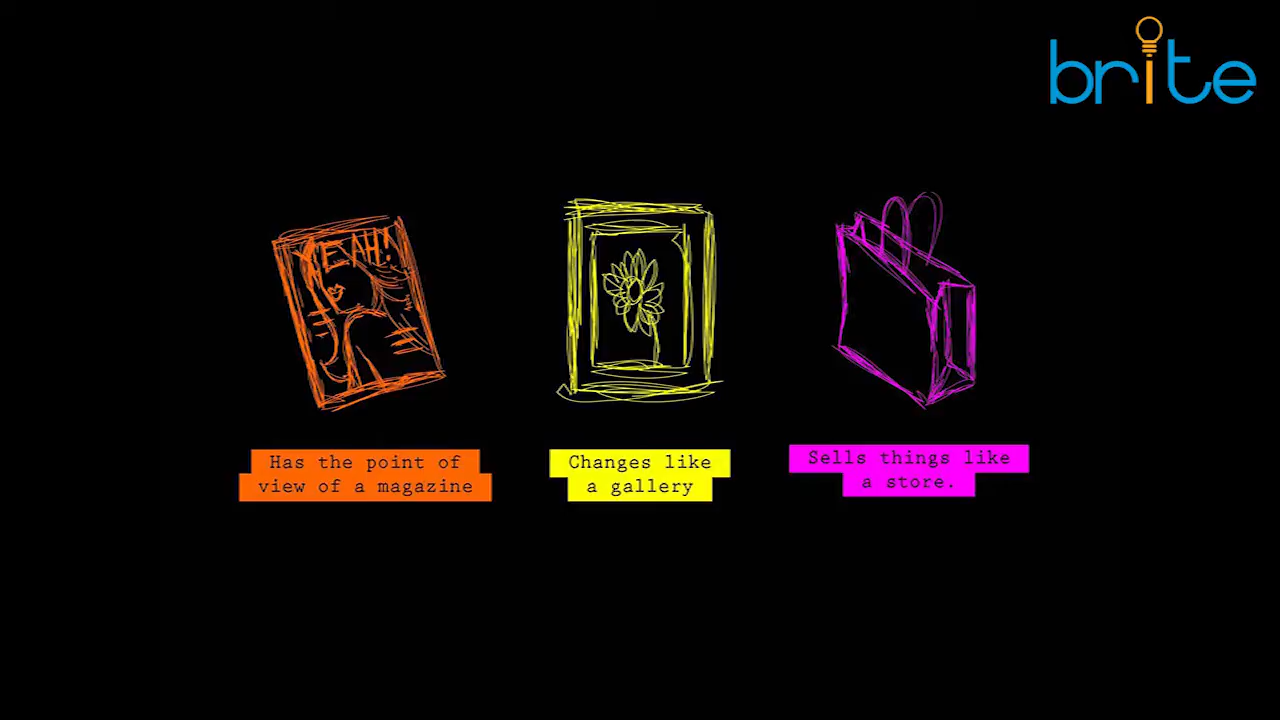 brite
YEAH!
Has the point of
view of a magazine
Changes like
a gallery
Sells things like
a store.